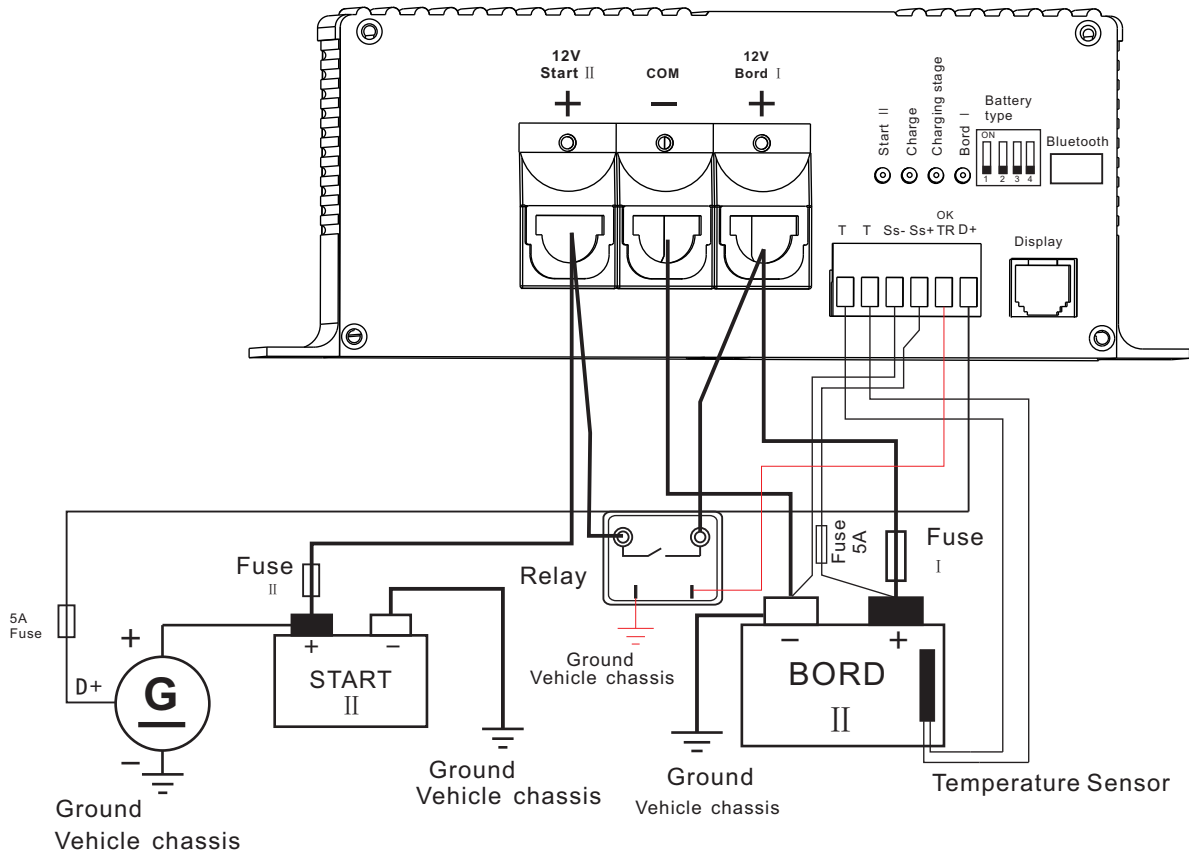 12V
Start Ⅱ
COM
12V
Bord Ⅰ
+
−
+
Start Ⅱ
Charge
Charging stage
Bord Ⅰ
Battery
type
ON
1 2 3 4
Bluetooth
OK
T T Ss- Ss+ TR D+
Display
Fuse
Ⅱ
Relay
Fuse
5A
Fuse
Ⅰ
5A
Fuse
+
D+
G
−
+ −
START
Ⅱ
− +
BORD
Ⅱ
Ground
Vehicle chassis
Ground
Vehicle chassis
Ground
Vehicle chassis
Ground
Vehicle chassis
Temperature Sensor